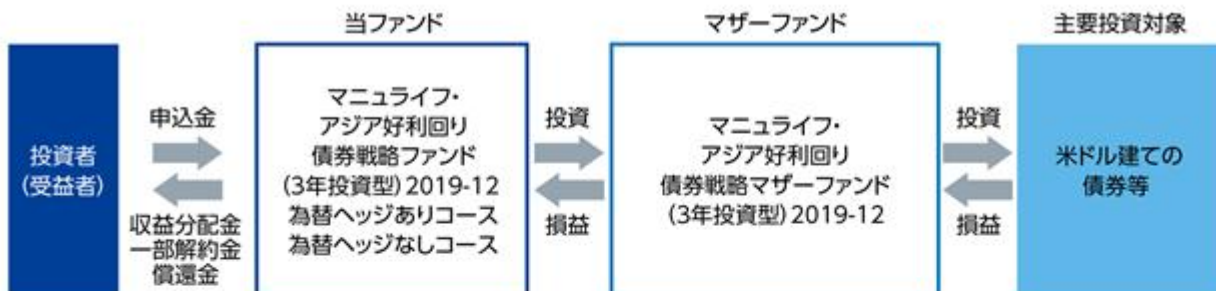 当ファンド
マザーファンド
主要投資対象
投資者
(受益者)
申込金
収益分配金
一部解約金
償還金
マニュライフ・
アジア好利回り
債券戦略ファンド
(3年投資型)2019-12
為替ヘッジありコース
為替ヘッジなしコース
投資
損益
マニュライフ・
アジア好利回り
債券戦略マザーファンド
(3年投資型)2019-12
投資
損益
米ドル建ての
債券等